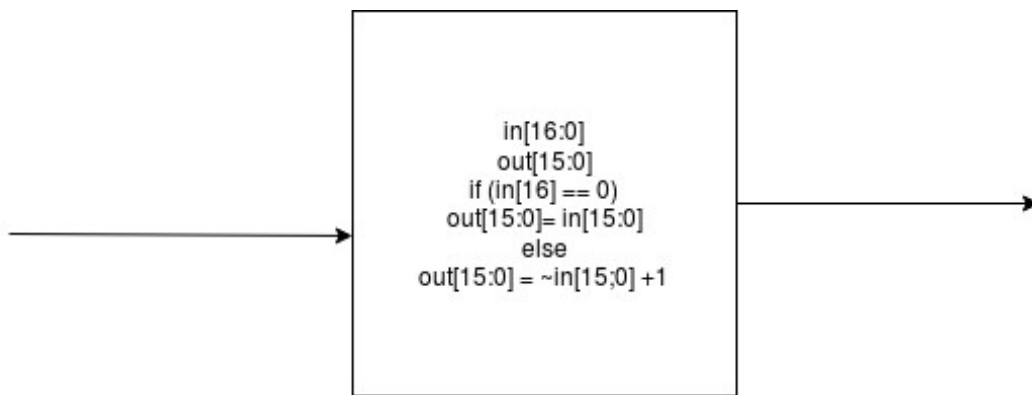 in[16:0]
out[15:0]
if (in[16] == 0)
out[15:0]= in[15:0]
else
out[15:0] = ~in[15;0] +1